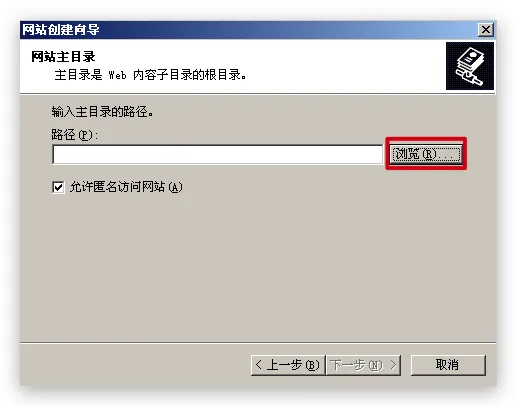 网站创建向导
网站主目录
主目录是 Web 内容子目录的根目录。
输入主目录的路径。
路径(P):
浏览(R)...
允许匿名访问网站(A)
< 上一步(B) 下一步(N) > 取消